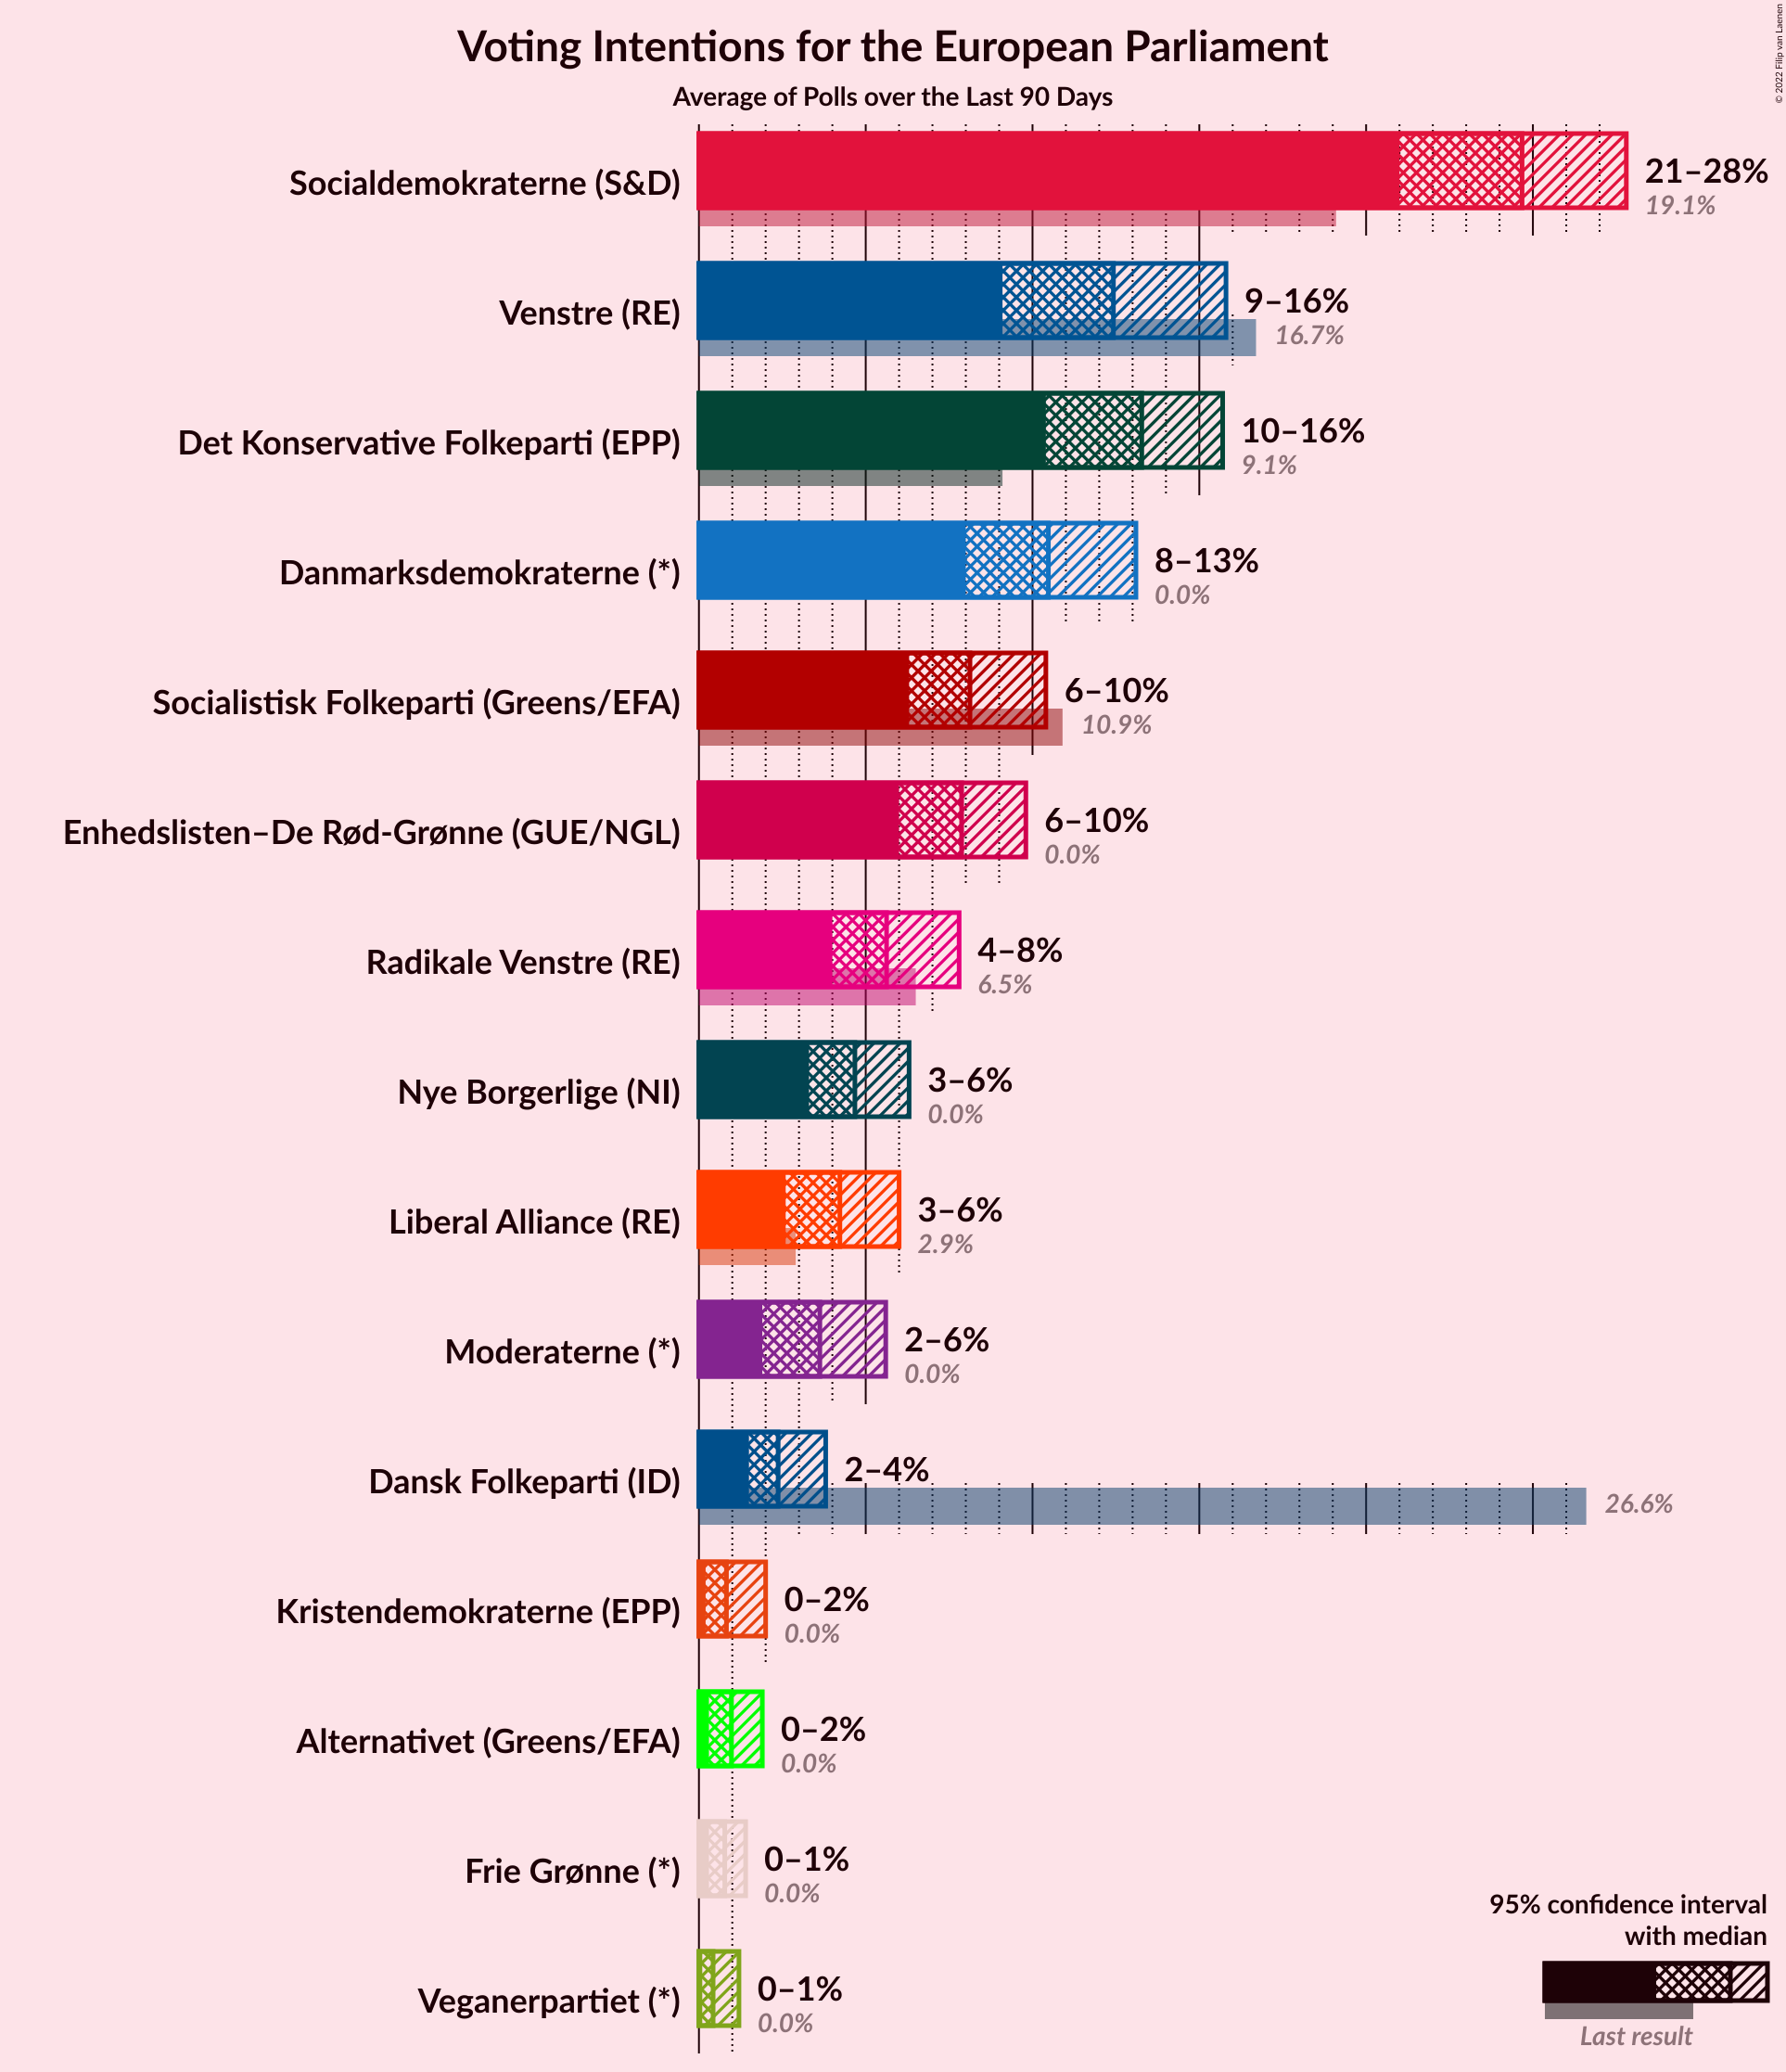 © 2022 Filip van Laenen
Voting Intentions for the European Parliament
Average of Polls over the Last 90 Days
Socialdemokraterne (S&D)
21–28%
19.1%
Venstre (RE)
9–16%
16.7%
Det Konservative Folkeparti (EPP)
10–16%
9.1%
Danmarksdemokraterne (*)
8–13%
0.0%
Socialistisk Folkeparti (Greens/EFA)
6–10%
10.9%
Enhedslisten–De Rød-Grønne (GUE/NGL)
6–10%
0.0%
Radikale Venstre (RE)
4–8%
6.5%
Nye Borgerlige (NI)
3–6%
0.0%
Liberal Alliance (RE)
3–6%
2.9%
Moderaterne (*)
2–6%
0.0%
Dansk Folkeparti (ID)
2–4%
26.6%
Kristendemokraterne (EPP)
0–2%
0.0%
Alternativet (Greens/EFA)
0–2%
0.0%
Frie Grønne (*)
0–1%
0.0%
Veganerpartiet (*)
0–1%
0.0%
95% confidence interval
with median
Last result